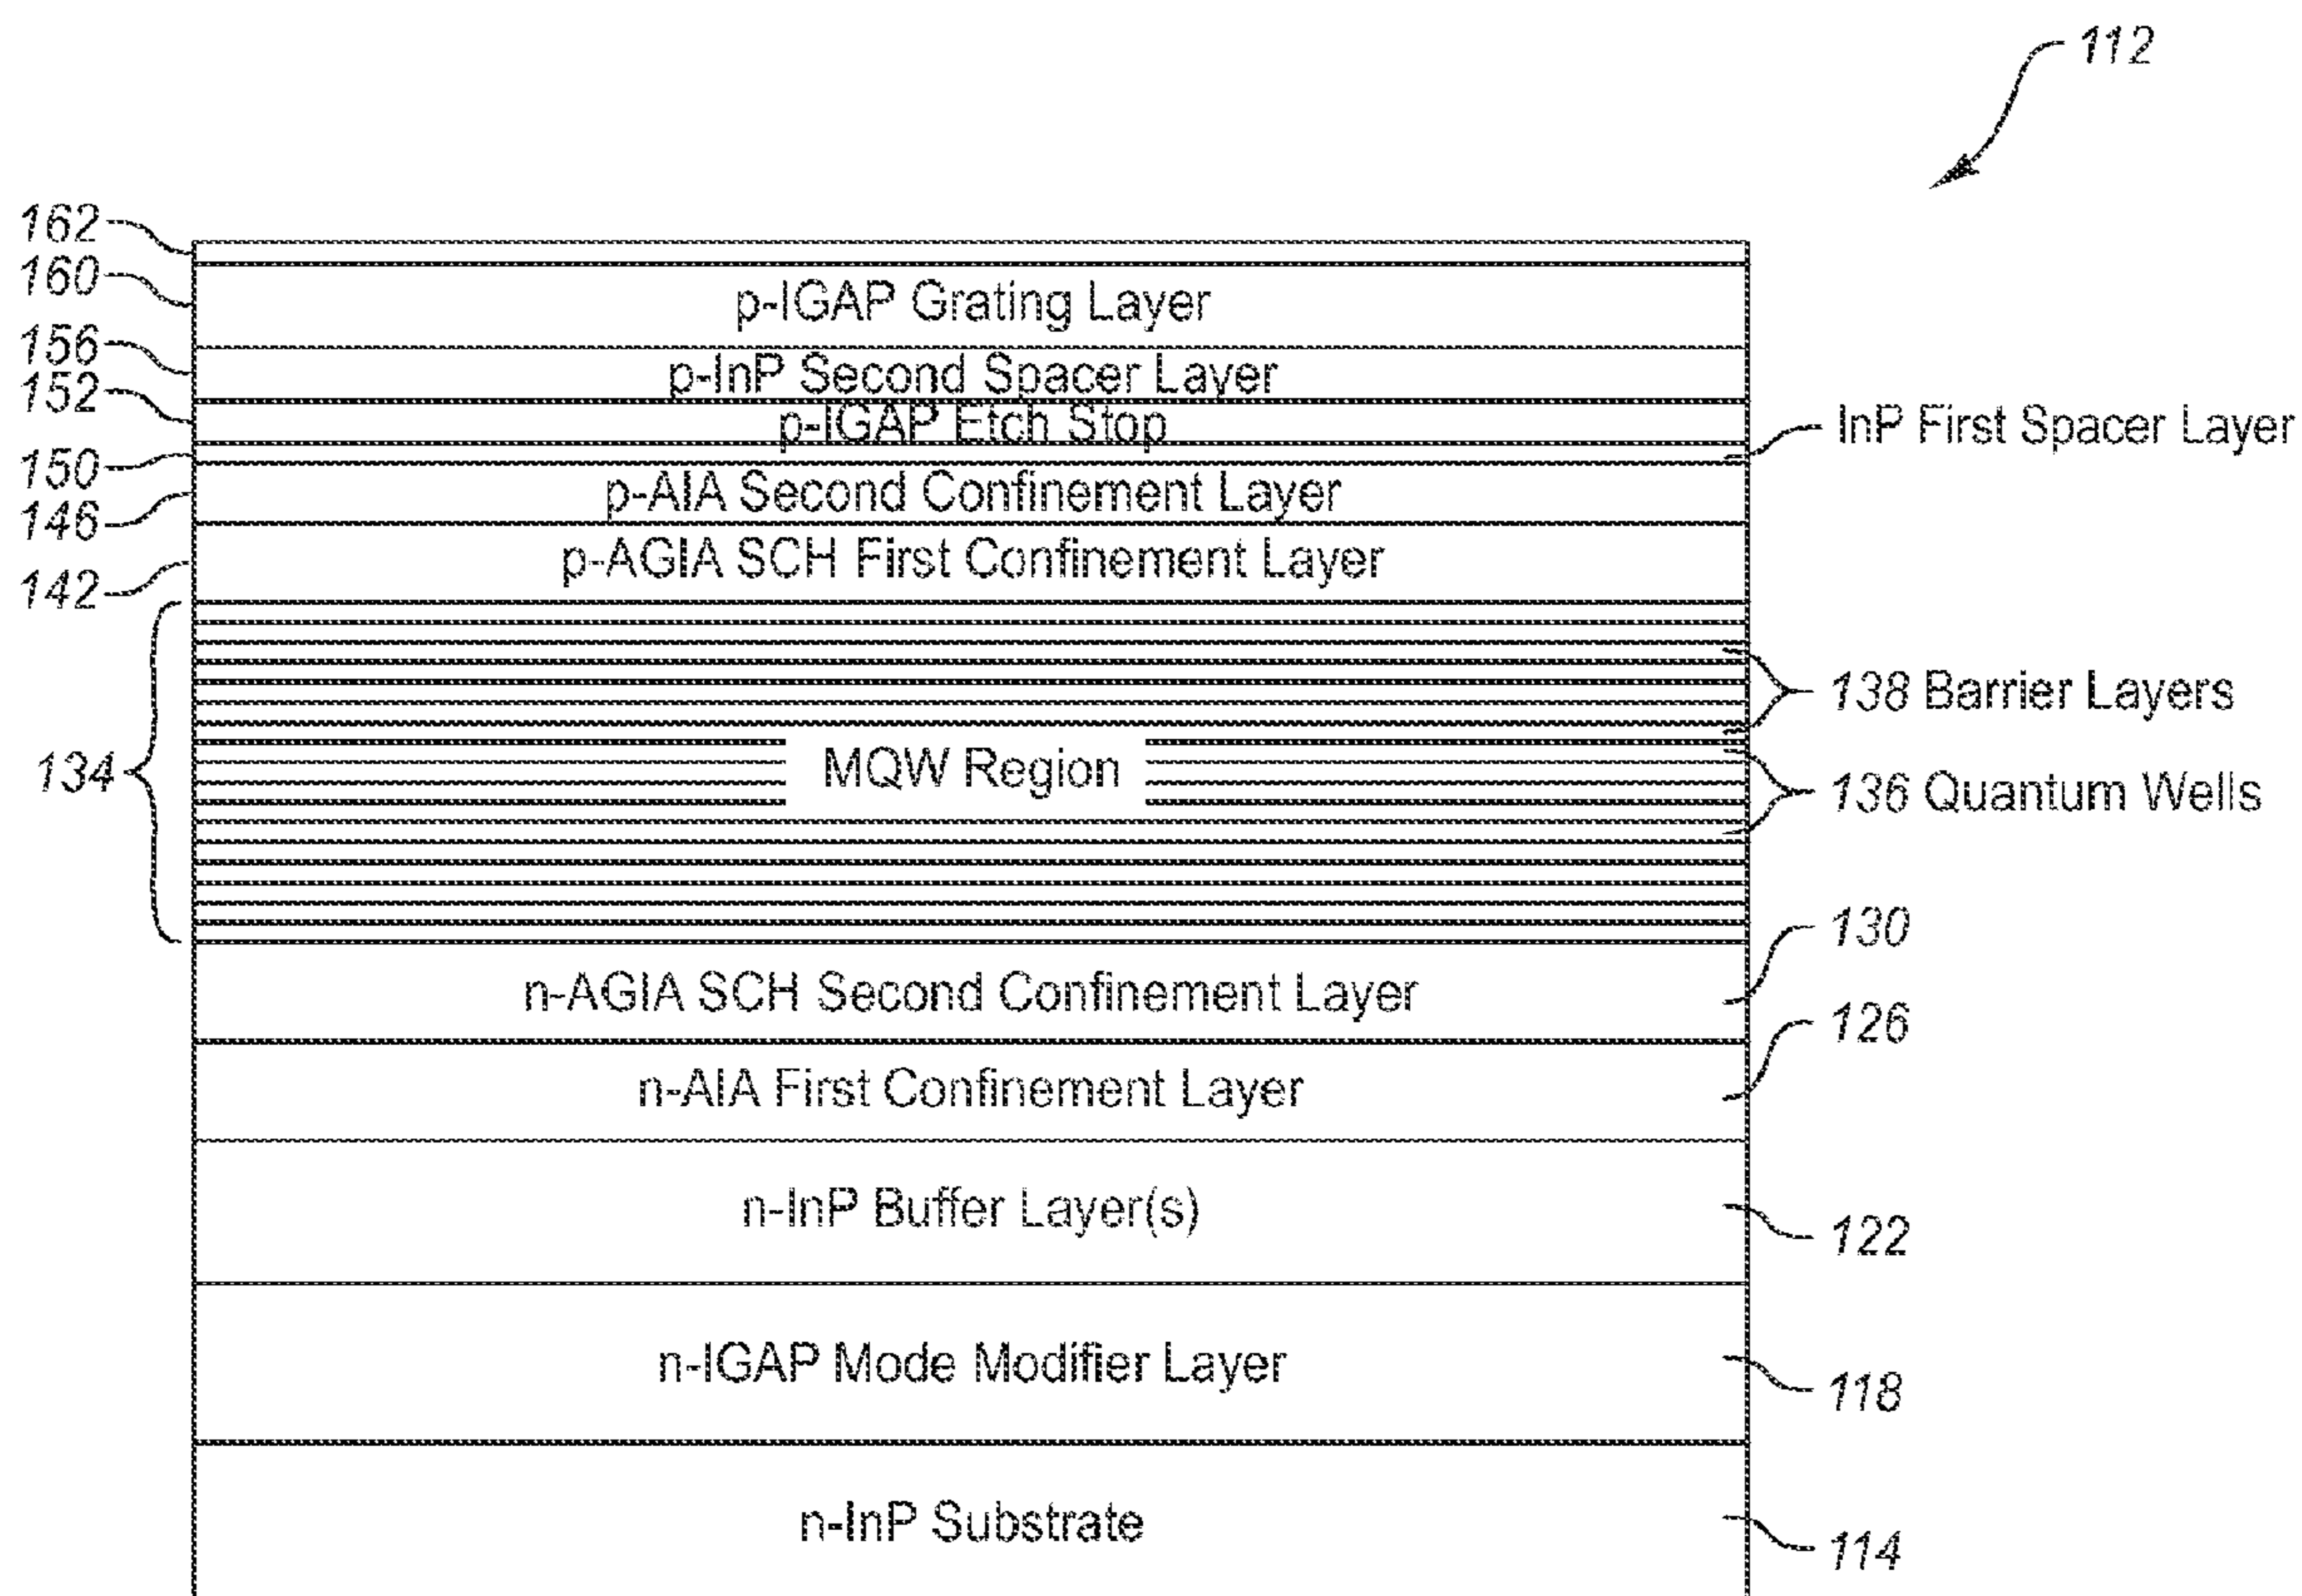 112
162
160
p-IGAP Grating Layer
156
p-InP Second Spacer Layer
152
p-IGAP Etch Stop
InP First Spacer Layer
150
p-AIA Second Confinement Layer
146
p-AGIA SCH First Confinement Layer
142
138 Barrier Layers
134
MQW Region
136 Quantum Wells
130
n-AGIA SCH Second Confinement Layer
126
n-AIA First Confinement Layer
n-InP Buffer Layer(s)
122
n-IGAP Mode Modifier Layer
118
n-InP Substrate
114